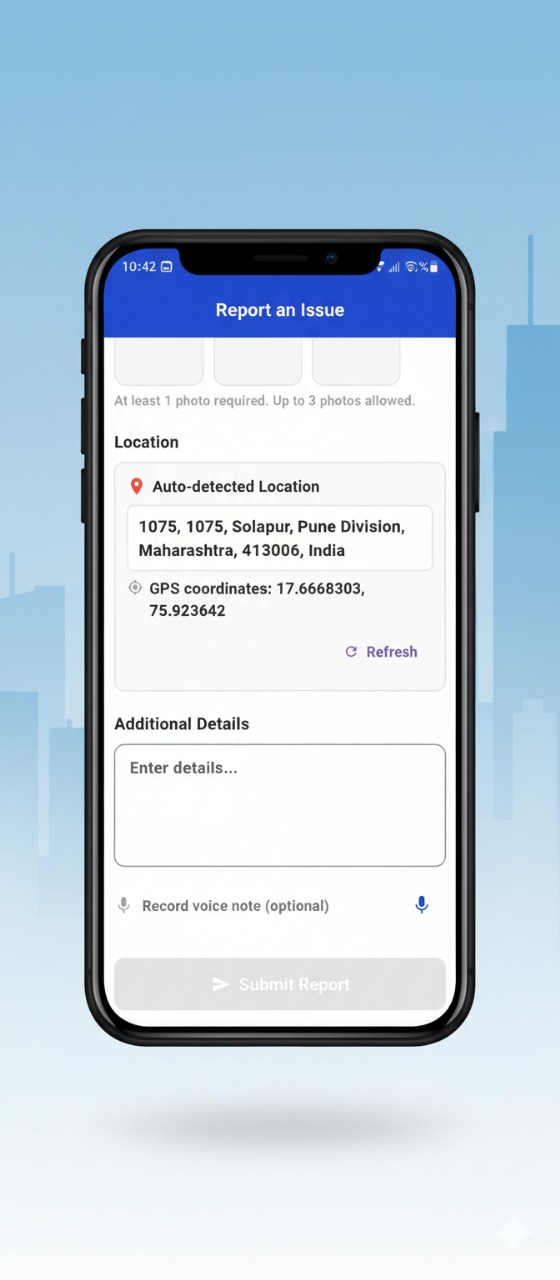 10:42
Report an Issue
At least 1 photo required. Up to 3 photos allowed.
Location
Auto-detected Location
1075, 1075, Solapur, Pune Division,
Maharashtra, 413006, India
GPS coordinates: 17.6668303,
75.923642
Refresh
Additional Details
Enter details...
Record voice note (optional)
Submit Report